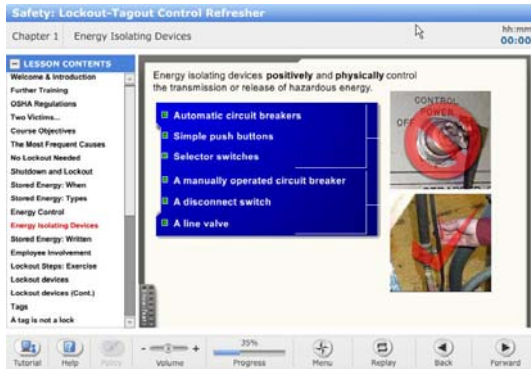 Safety: Lockout-Tagout Control Refresher
Chapter 1 Energy Isolating Devices
hh:mm
00:00
LESSON CONTENTS
Welcome & Introduction
Further Training
OSHA Regulations
Two Victims...
Course Objectives
The Most Frequent Causes
No Lockout Needed
Shutdown and Lockout
Stored Energy: When
Stored Energy: Types
Energy Control
Energy Isolating Devices
Stored Energy: Written
Employee Involvement
Lockout Steps: Exercise
Lockout devices
Lockout devices (Cont.)
Tags
A tag is not a lock
Energy isolating devices positively and physically control
the transmission or release of hazardous energy.
Automatic circuit breakers
Simple push buttons
Selector switches
A manually operated circuit breaker
A disconnect switch
A line valve
CONTROL
POWER
OFF
Tutorial
Help
Policy
- +
Volume
35%
Progress
Menu
Replay
Back
Forward